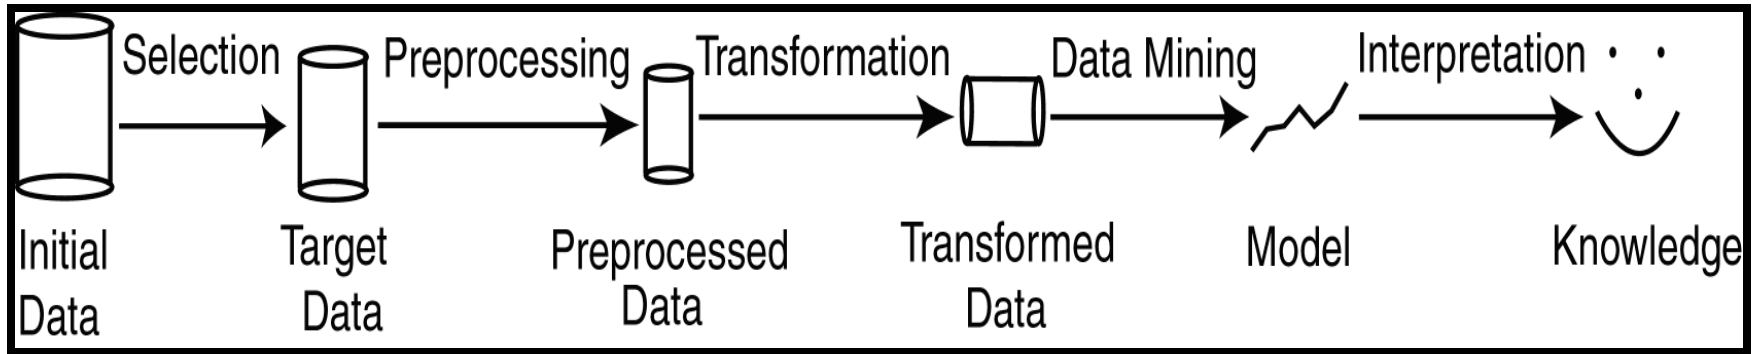 Selection
Preprocessing
Transformation
Data Mining
Interpretation
Initial
Data
Target
Data
Preprocessed
Data
Transformed
Data
Model
Knowledge